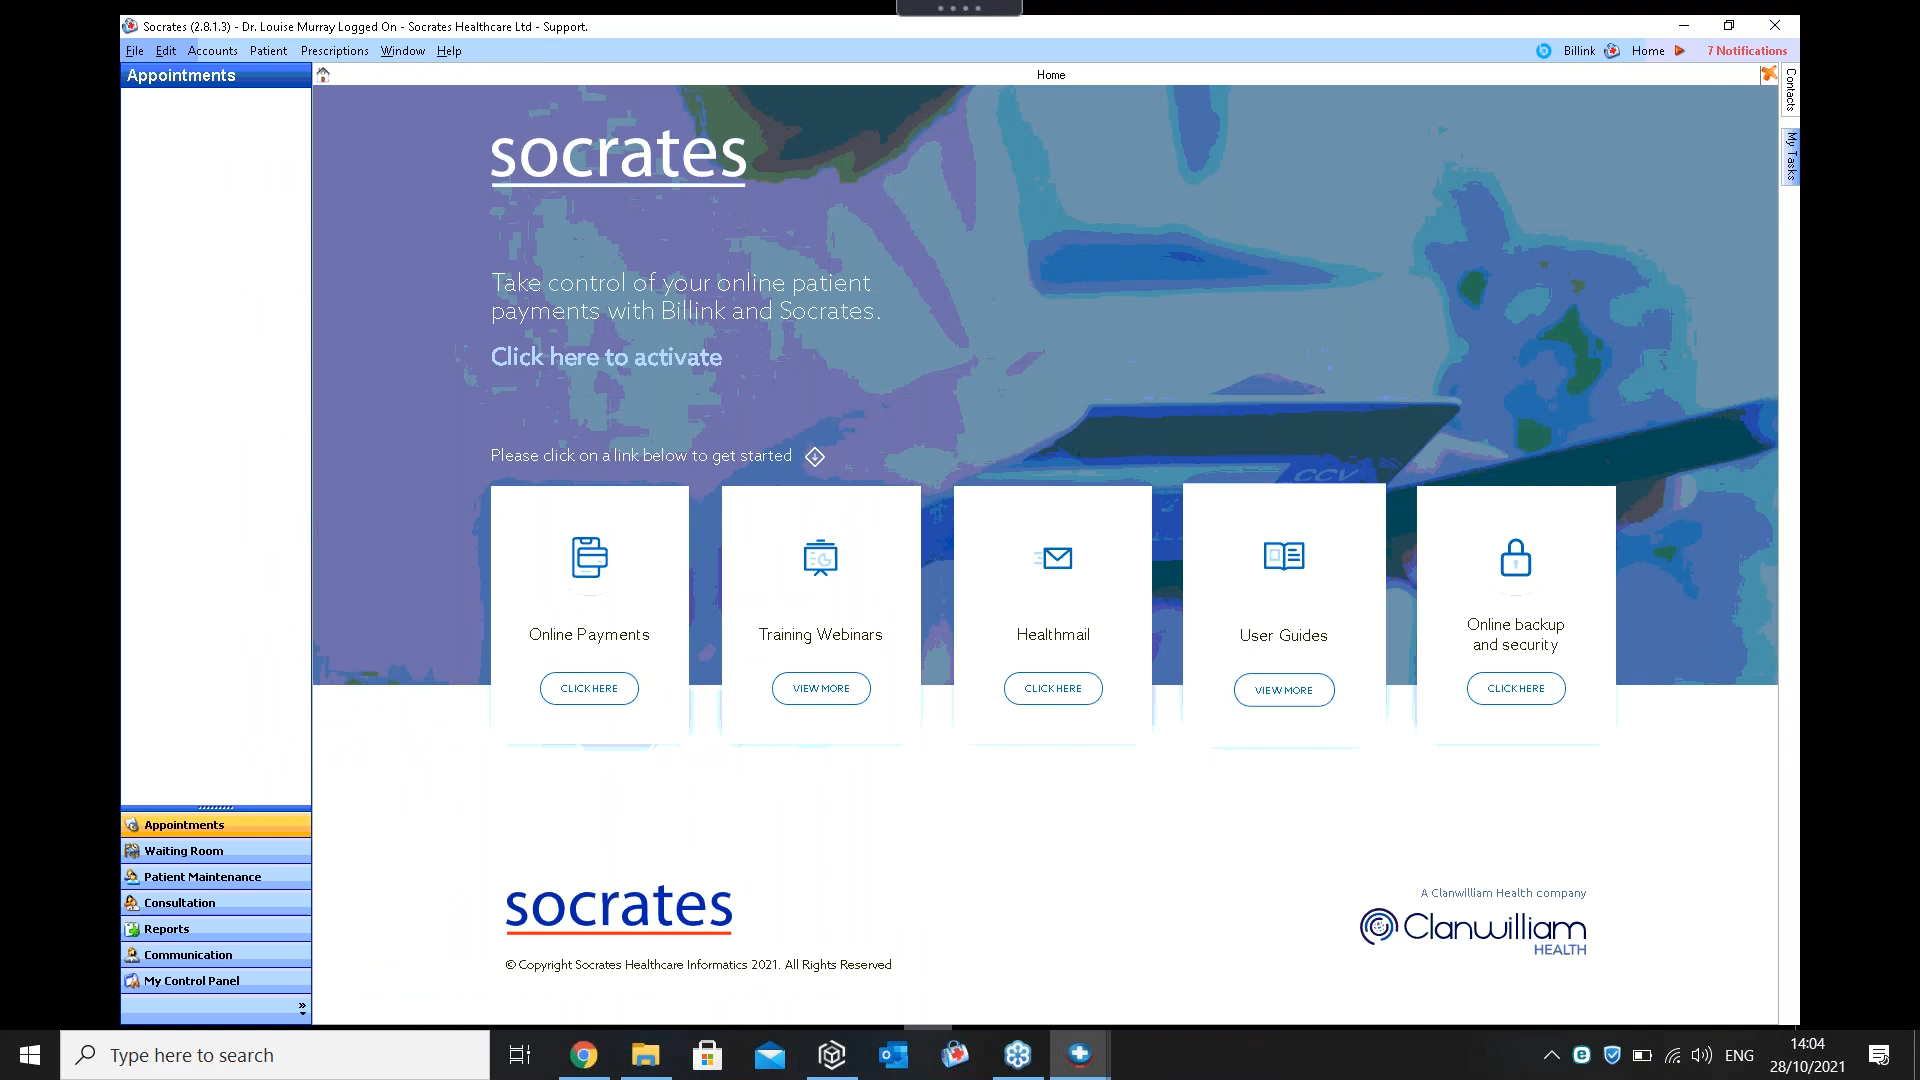 Socrates (2.8.1.3) - Dr. Louise Murray Logged On - Socrates Healthcare Ltd - Support.
File Edit Accounts Patient Prescriptions Window Help
Billink Home 7 Notifications
Appointments
Home
Contacts
My Tasks
socrates
Take control of your online patient
payments with Billink and Socrates.
Click here to activate
Please click on a link below to get started
CCV
Online Payments
CLICK HERE
Training Webinars
VIEW MORE
Healthmail
CLICK HERE
User Guides
VIEW MORE
Online backup
and security
CLICK HERE
Appointments
Waiting Room
Patient Maintenance
Consultation
Reports
Communication
My Control Panel
socrates
© Copyright Socrates Healthcare Informatics 2021. All Rights Reserved
A Clanwilliam Health company
Clanwilliam
HEALTH
Type here to search
ENG
14:04
28/10/2021